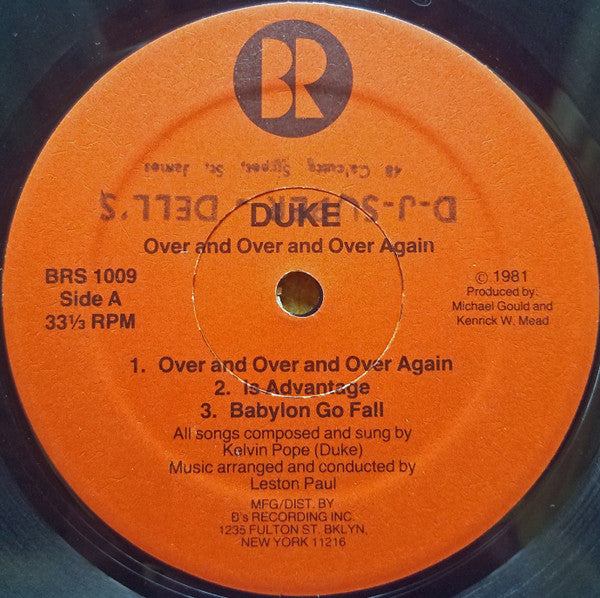 BR
48 Calcutta Street, St. James
DELL'S
DUKE
Over and Over and Over Again
BRS 1009
Side A
33⅓ RPM
© 1981
Produced by:
Michael Gould and
Kenrick W. Mead
1. Over and Over and Over Again
2. Is Advantage
3. Babylon Go Fall
All songs composed and sung by
Kelvin Pope (Duke)
Music arranged and conducted by
Leston Paul
MFG/DIST. BY
B's RECORDING INC.
1235 FULTON ST. BKLYN,
NEW YORK 11216